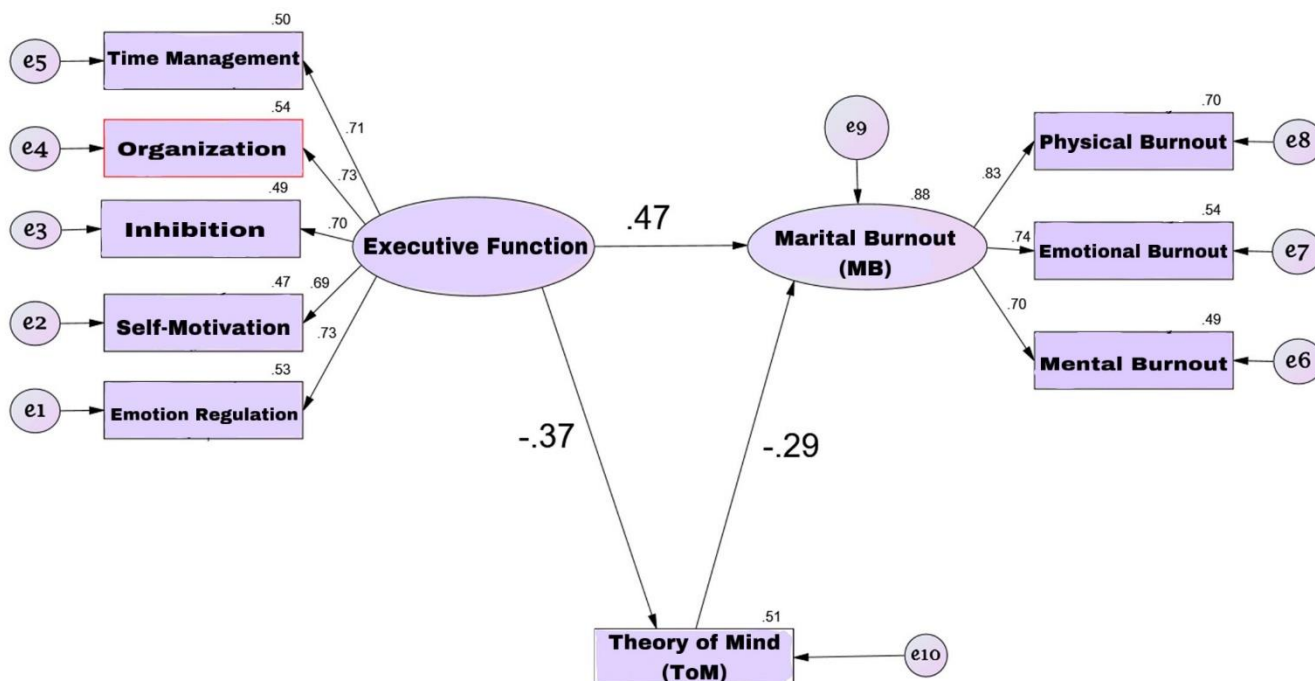 .50
e5
Time Management
.54
.71
e4
Organization
.73
.49
e3
Inhibition
.70
.47
.69
e2
Self-Motivation
.73
.53
e1
Emotion Regulation
Executive Function
.47
-.37
-.29
e9
.88
Marital Burnout
(MB)
.83
.70
Physical Burnout
e8
.74
.54
Emotional Burnout
e7
.70
.49
Mental Burnout
e6
.51
Theory of Mind
(ToM)
e10